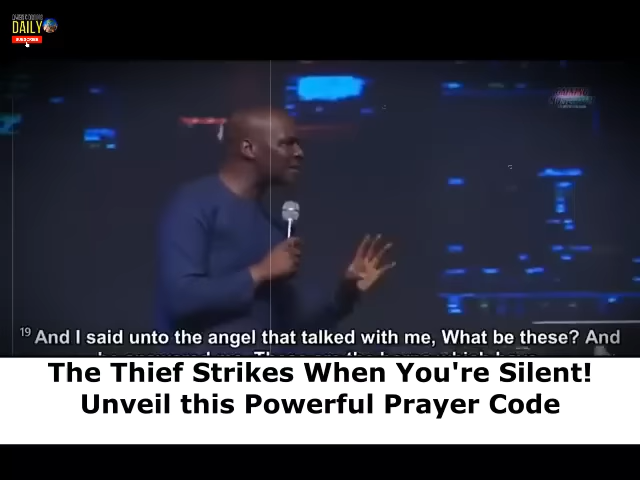 DAILY
SUBSCRIBE
19 And I said unto the angel that talked with me, What be these? And
The Thief Strikes When You're Silent!
Unveil this Powerful Prayer Code